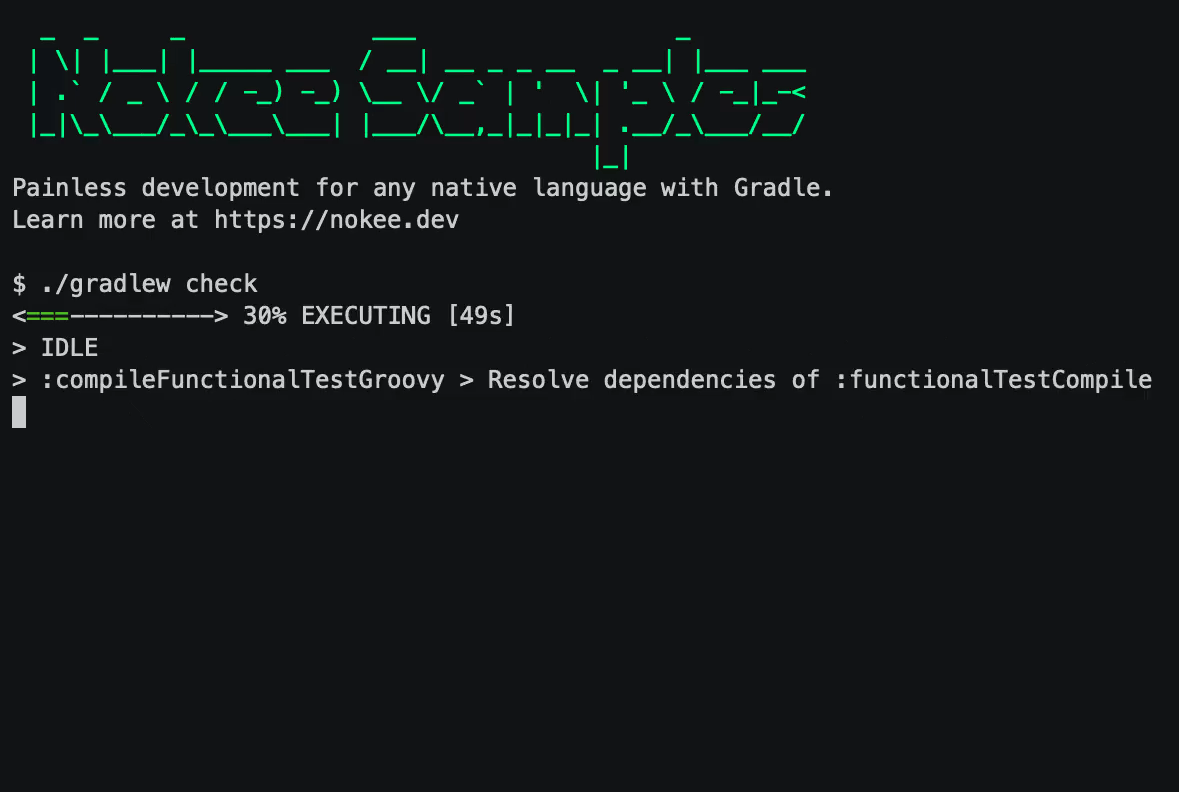 Nokee Samples
Painless development for any native language with Gradle.
Learn more at https://nokee.dev
$ ./gradlew check
<===----------> 30% EXECUTING [49s]
> IDLE
> :compileFunctionalTestGroovy > Resolve dependencies of :functionalTestCompile